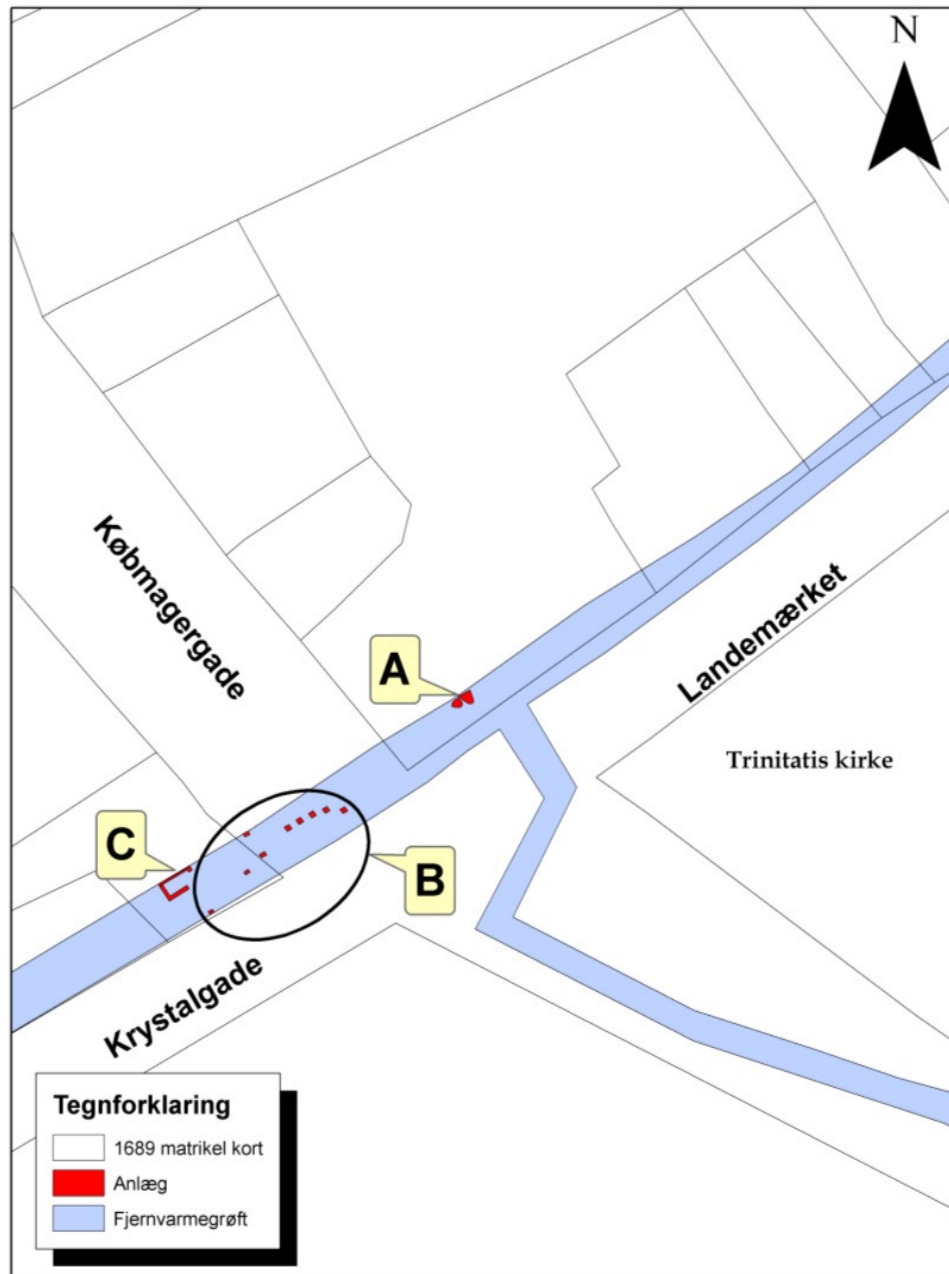 N
Købmagergade
A
Landemærket
Trinitatis kirke
C
B
Krystalgade
Tegnforklaring
1689 matrikel kort
Anlæg
Fjernvarmegrøft